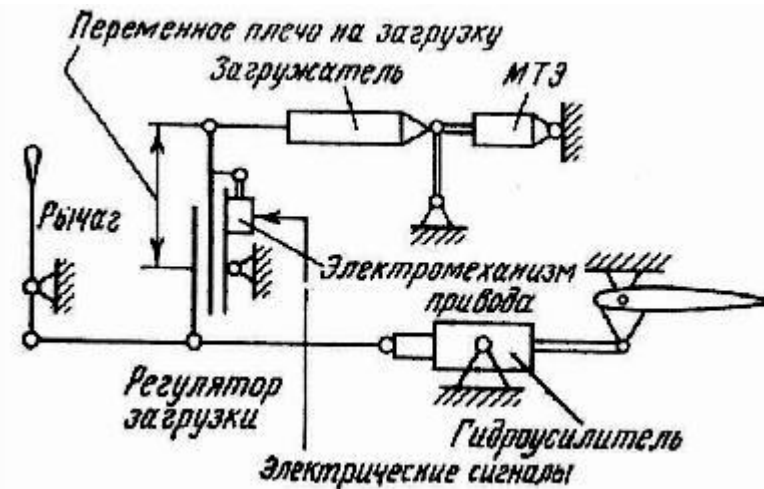 Переменное плечо на загрузку
Загружатель
МТЭ
Рычаг
Электромеханизм
привода
Регулятор
загрузки
Гидроусилитель
Электрические сигналы